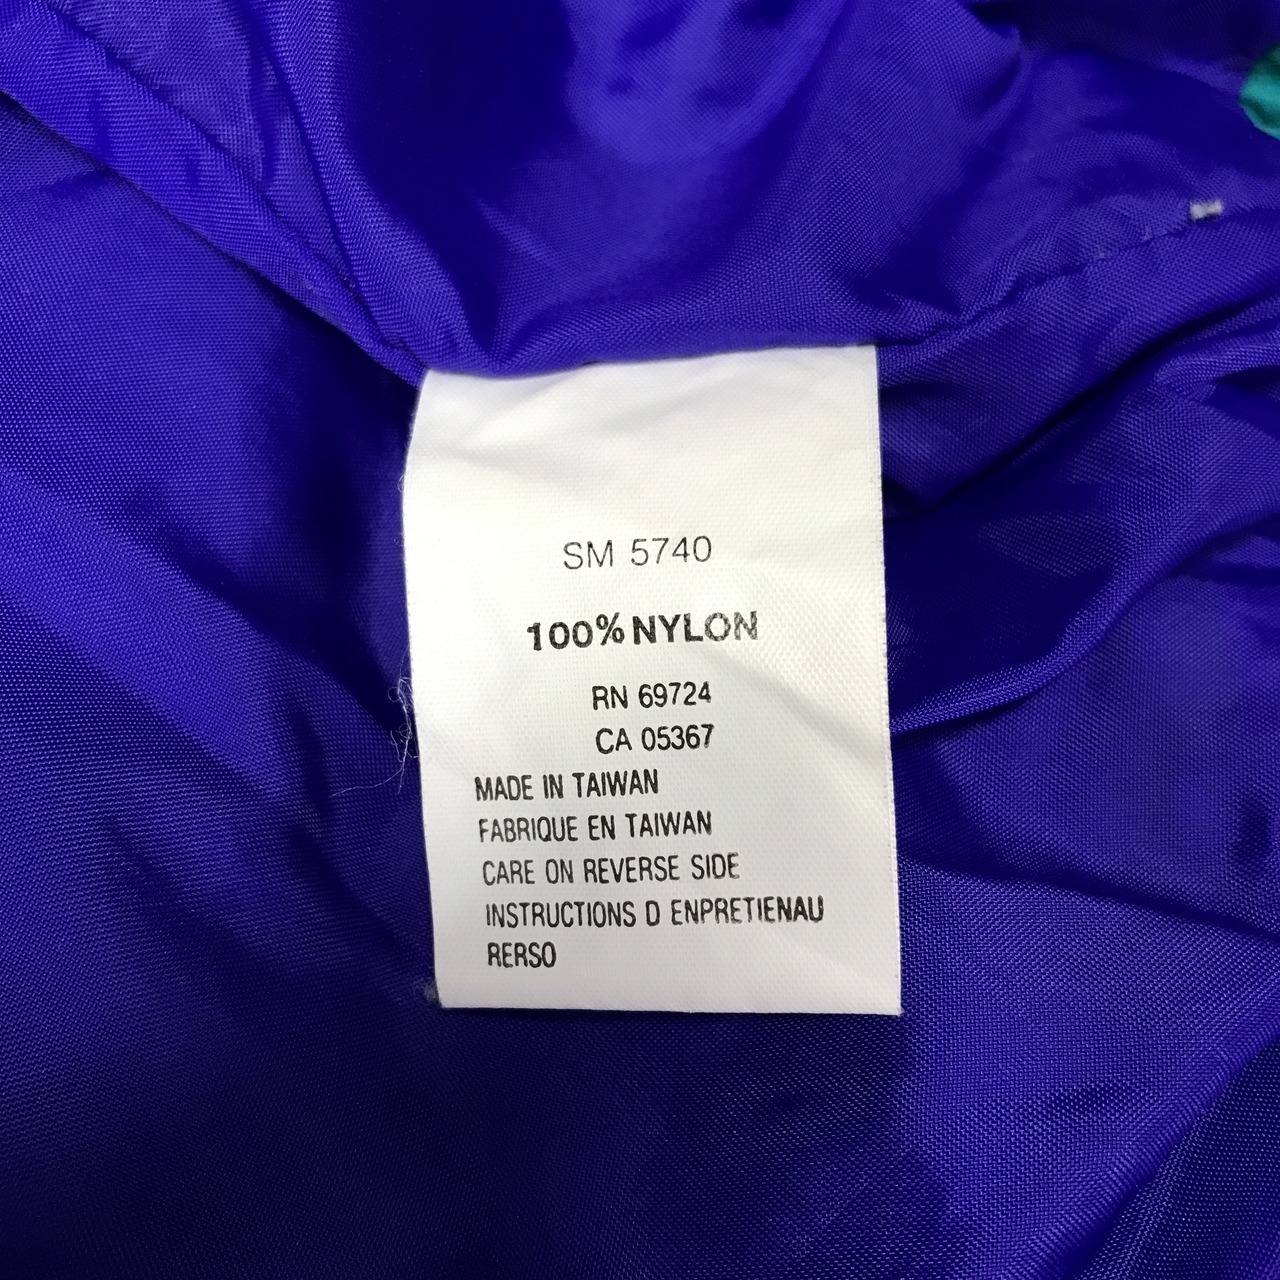 SM 5740
100% NYLON
RN 69724
CA 05367
MADE IN TAIWAN
FABRIQUE EN TAIWAN
CARE ON REVERSE SIDE
INSTRUCTIONS D ENPRETIENAU
RERSO